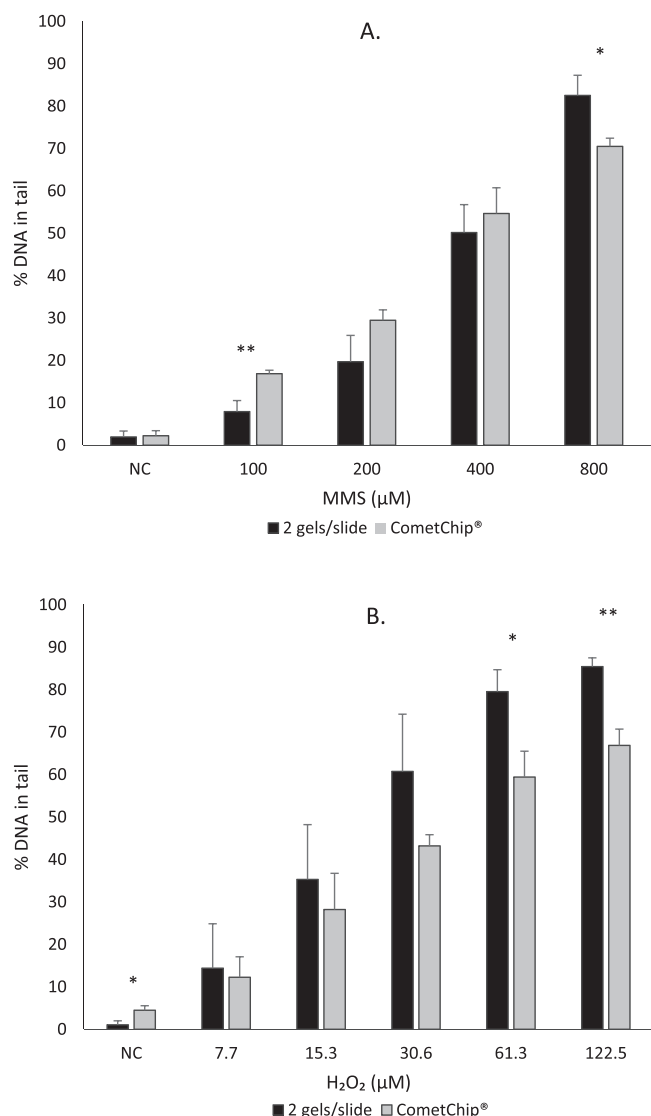 A.
100
90
80
70
60
50
40
30
20
10
0
% DNA in tail
**
*
NC 100 200 400 800
MMS (µM)
2 gels/slide CometChip®
B.
100
90
80
70
60
50
40
30
20
10
0
% DNA in tail
*
*
**
NC 7.7 15.3 30.6 61.3 122.5
H₂O₂ (µM)
2 gels/slide CometChip®